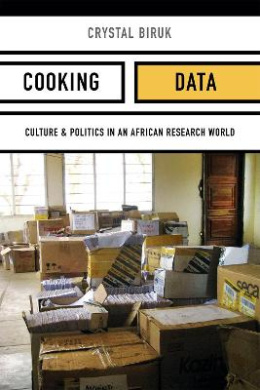 CRYSTAL BIRUK
COOKING DATA
CULTURE & POLITICS IN AN AFRICAN RESEARCH WORLD